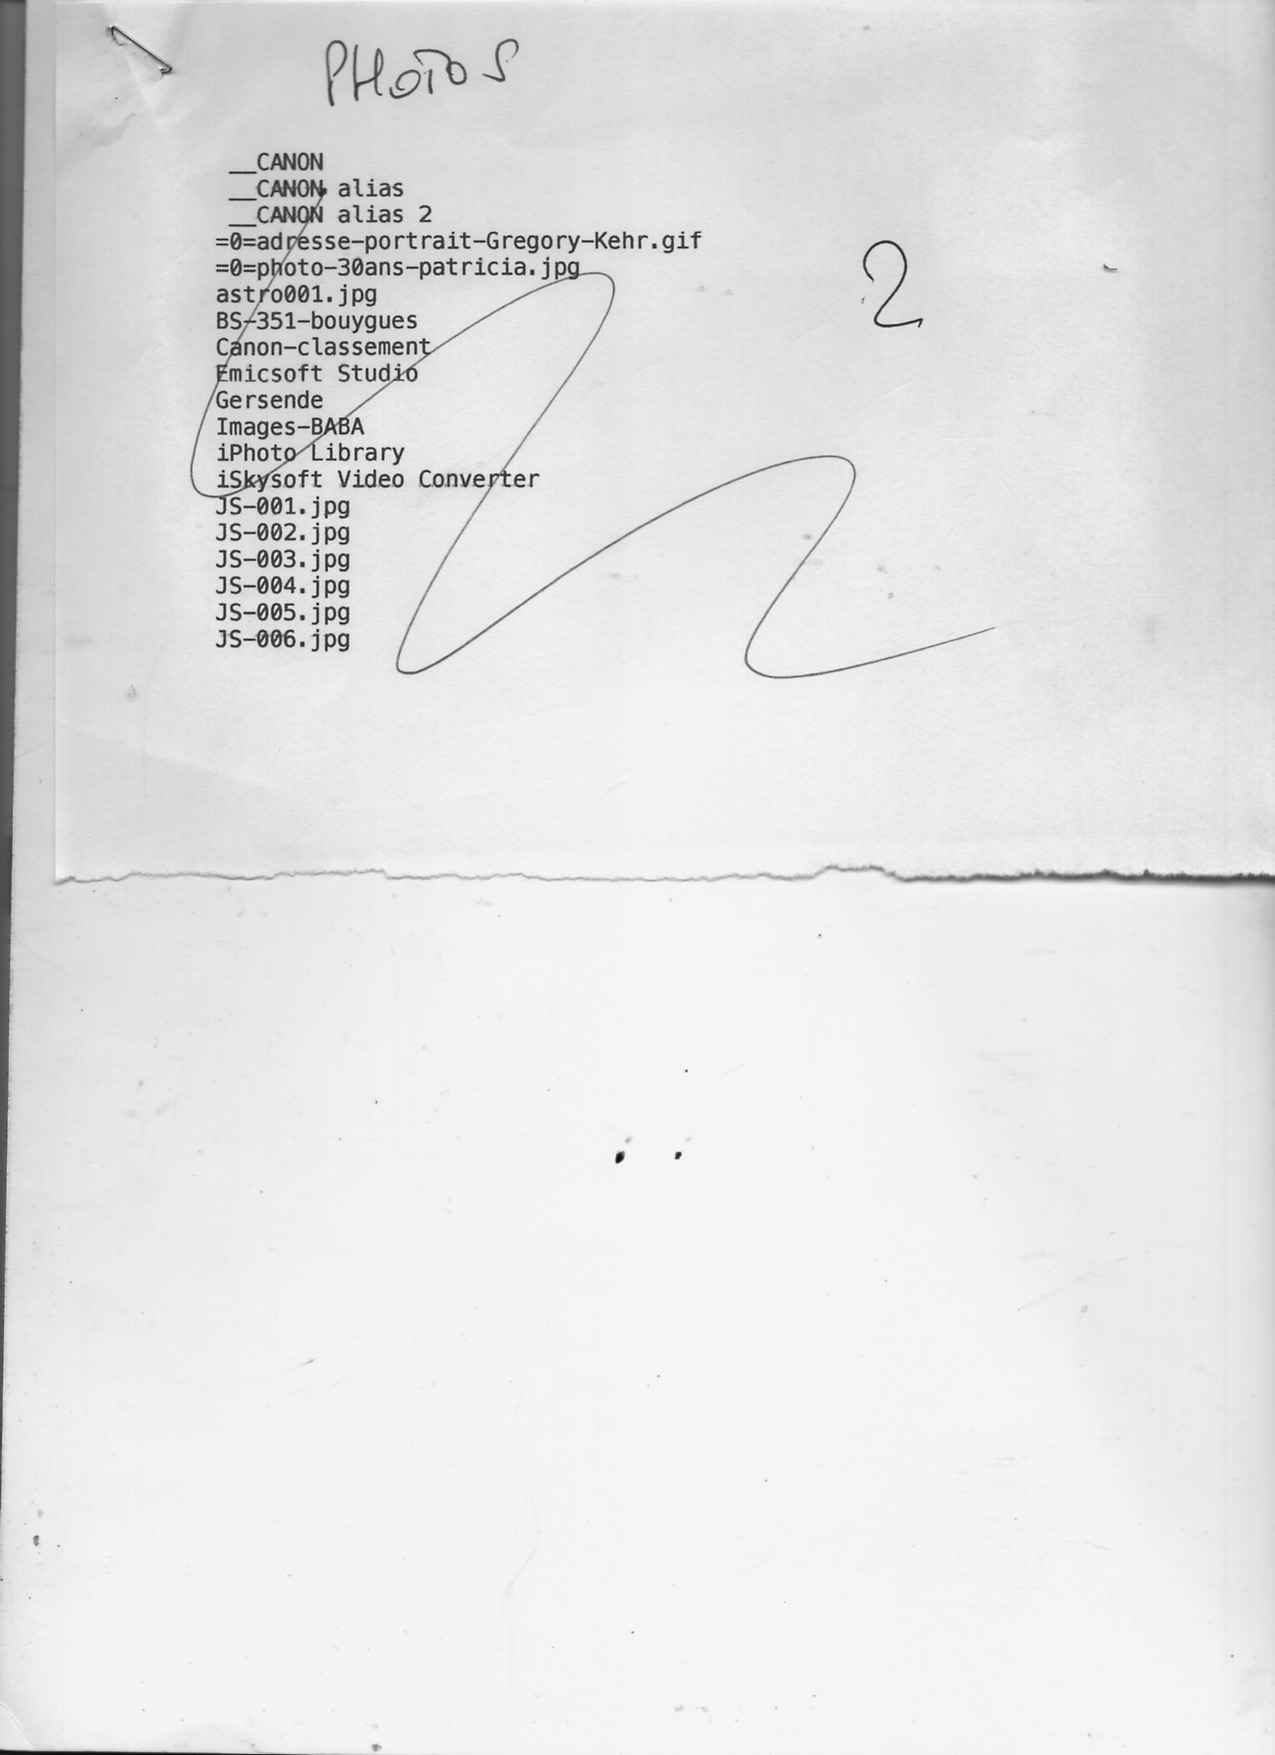 PHOTOS
__CANON
__CANON alias
__CANON alias 2
=0=adresse-portrait-Gregory-Kehr.gif
=0=photo-30ans-patricia.jpg
2
astro001.jpg
BS-351-bouygues
Canon-classement
Emicsoft Studio
Gersende
Images-BABA
iPhoto Library
iSkysoft Video Converter
JS-001.jpg
JS-002.jpg
JS-003.jpg
JS-004.jpg
JS-005.jpg
JS-006.jpg